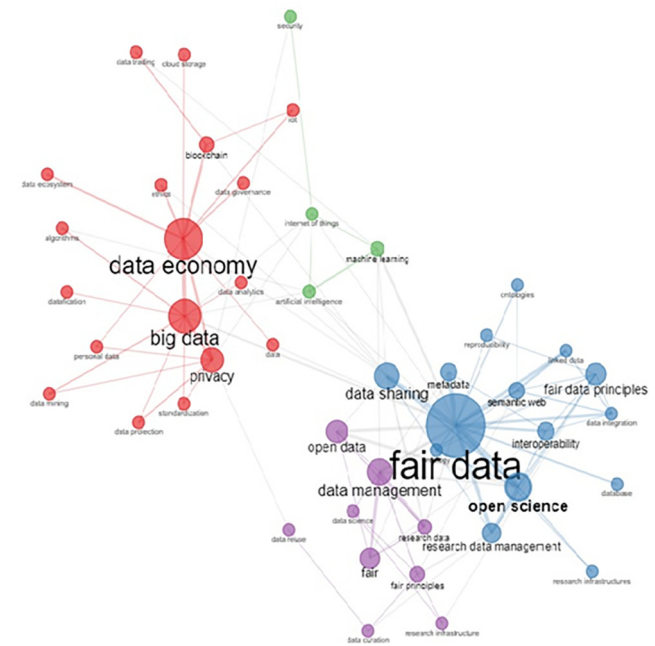 security
data trading
cloud storage
iot
blockchain
data ecosystem
ethics
data governance
internet of things
algorithms
machine learning
data economy
data analytics
artificial intelligence
ontologies
datafication
big data
reproducibility
data
personal data
linked data
privacy
metadata
data sharing
semantic web
fair data principles
data mining
standardization
data integration
data protection
interoperability
open data
fair data
data management
database
open science
data science
research data
research data management
data reuse
fair
fair principles
research infrastructures
data curation
research infrastructure